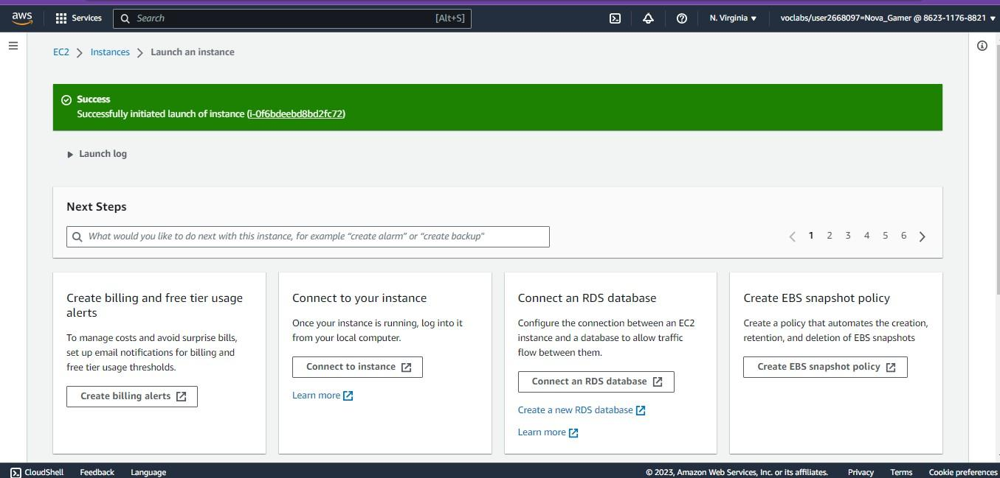 aws
Services
Search
[Alt+S]
N. Virginia
voclabs/user2668097=Nova_Gamer @ 8623-1176-8821
EC2 > Instances > Launch an instance
Success
Successfully initiated launch of instance (i-0f6bdeebd8bd2fc72)
Launch log
Next Steps
What would you like to do next with this instance, for example “create alarm” or “create backup”
1 2 3 4 5 6
Create billing and free tier usage
alerts
To manage costs and avoid surprise bills,
set up email notifications for billing and
free tier usage thresholds.
Create billing alerts
Connect to your instance
Once your instance is running, log into it
from your local computer.
Connect to instance
Learn more
Connect an RDS database
Configure the connection between an EC2
instance and a database to allow traffic
flow between them.
Connect an RDS database
Create a new RDS database
Learn more
Create EBS snapshot policy
Create a policy that automates the creation,
retention, and deletion of EBS snapshots
Create EBS snapshot policy
CloudShell
Feedback
Language
© 2023, Amazon Web Services, Inc. or its affiliates.
Privacy
Terms
Cookie preferences